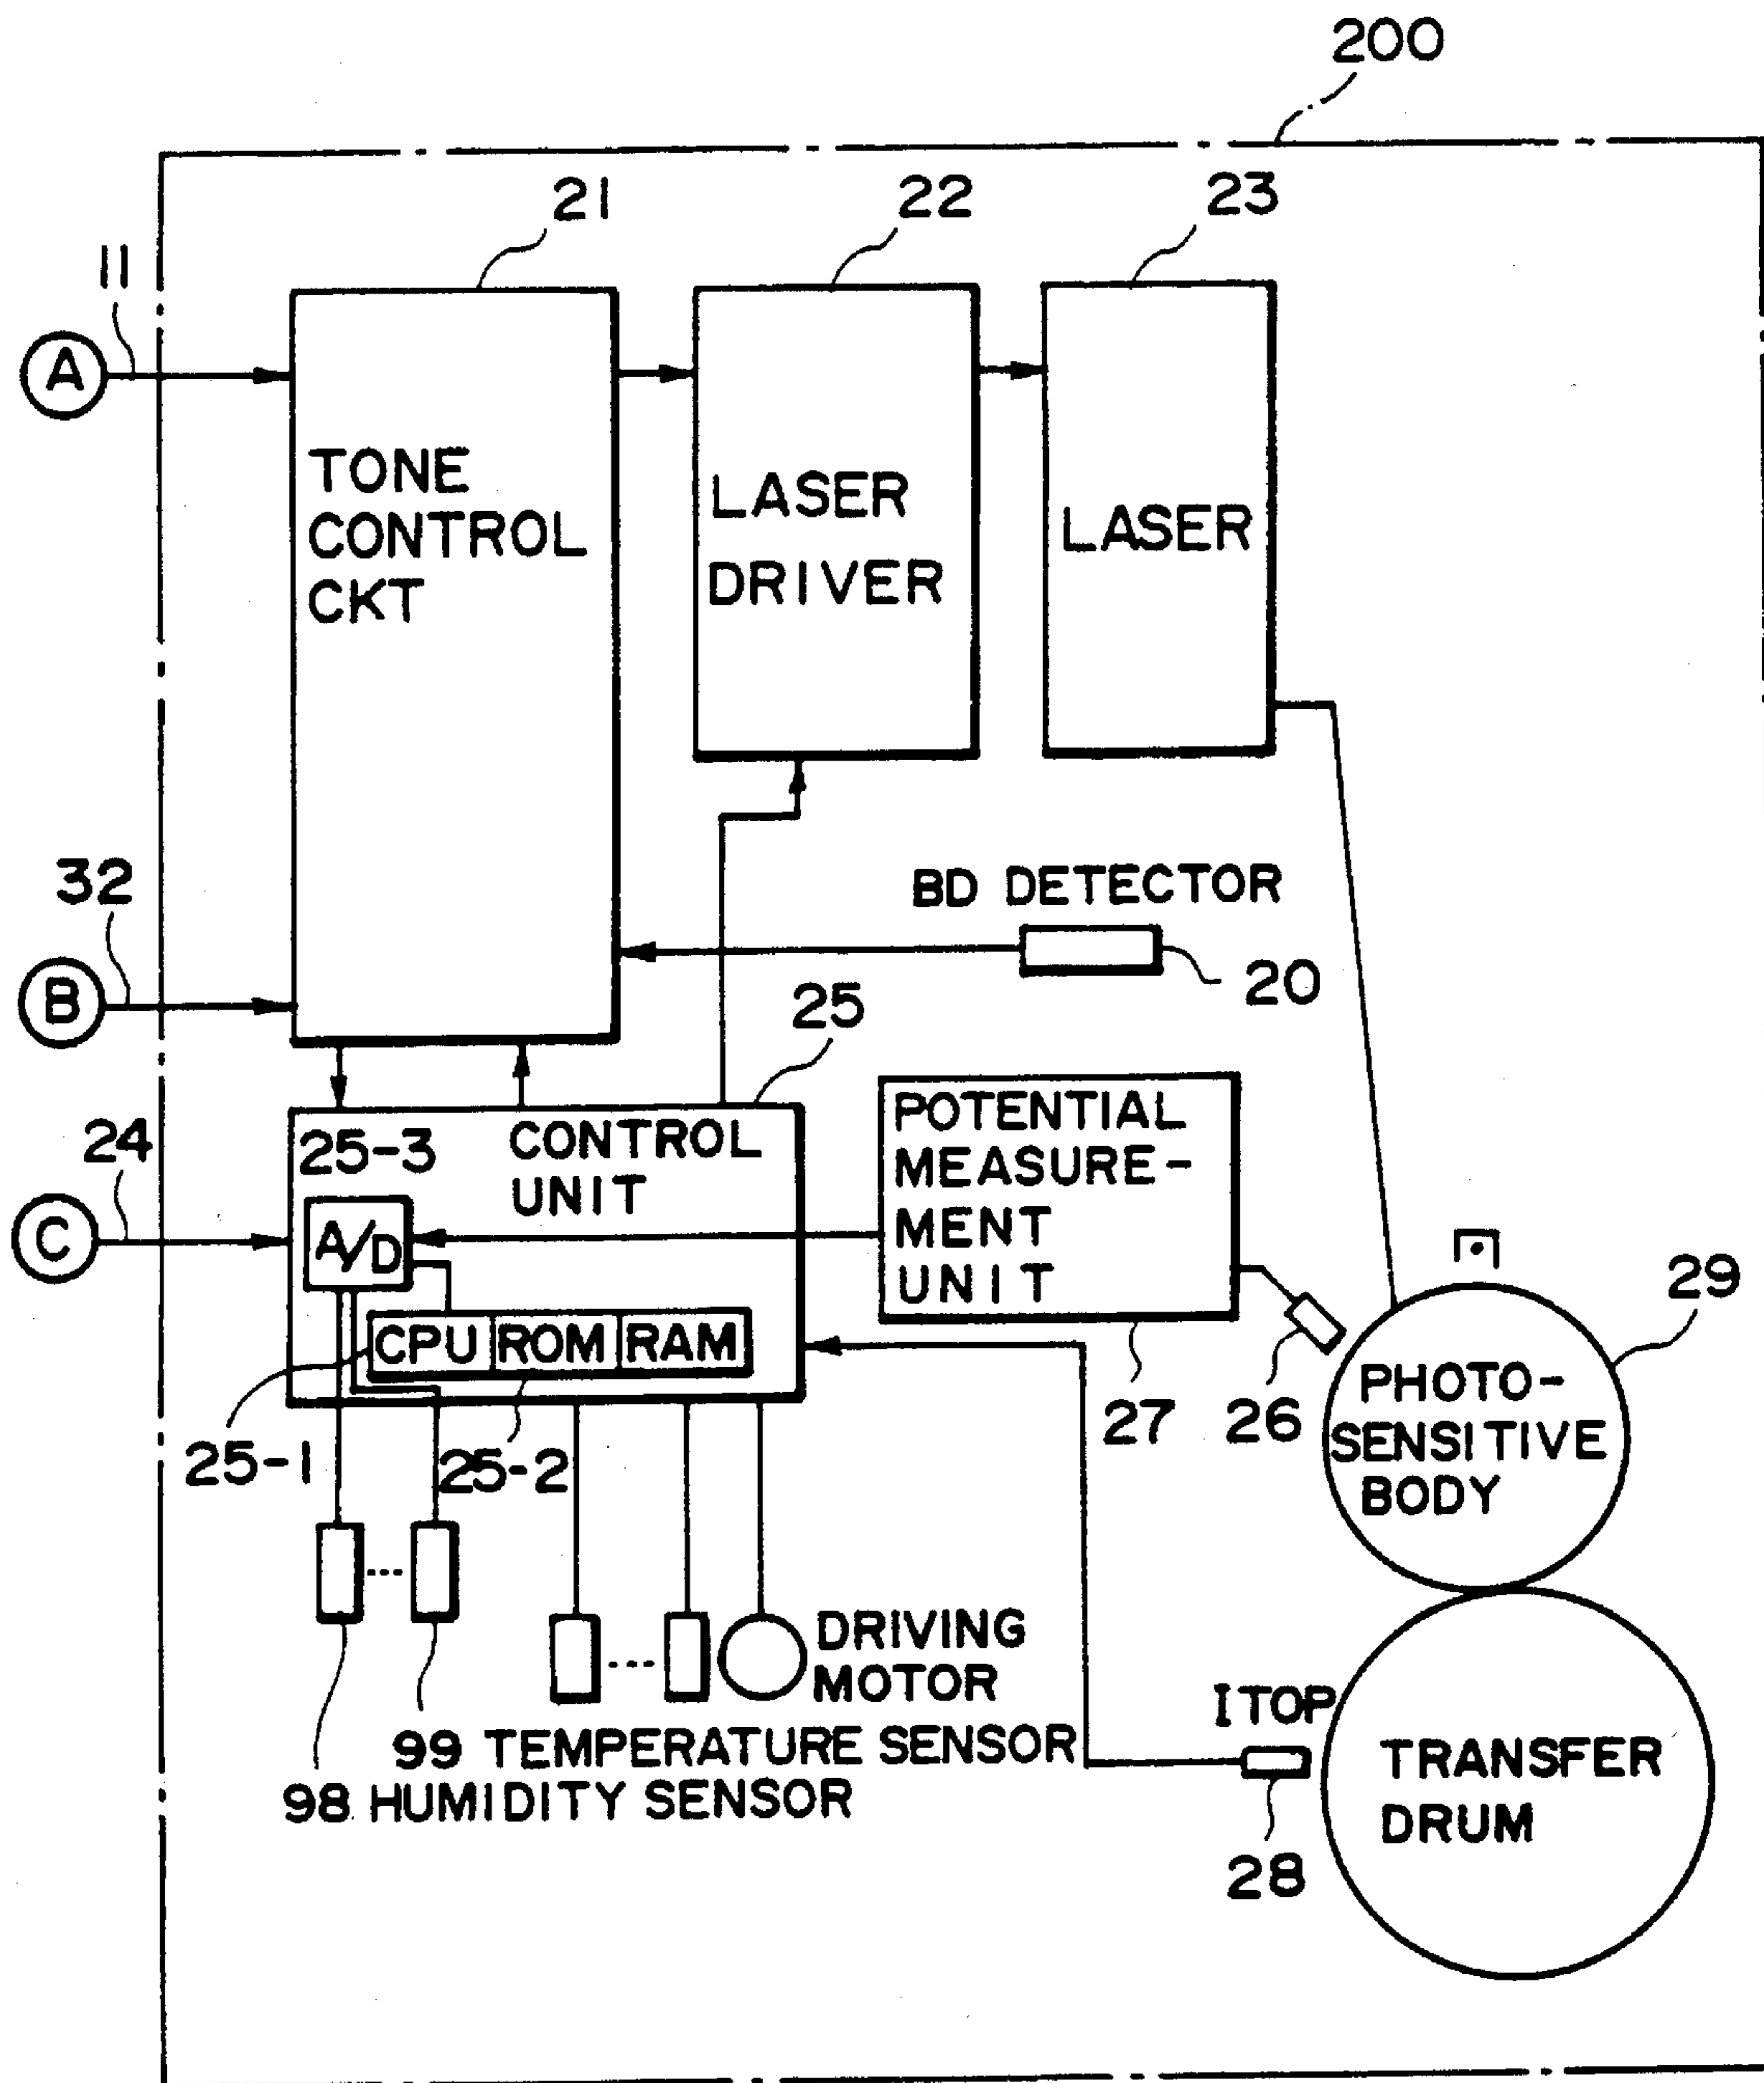 200
21
22
23
11
A
TONE
CONTROL
CKT
LASER
DRIVER
LASER
32
B
BD DETECTOR
20
25
24
C
25-3
CONTROL
UNIT
A/D
CPU ROM RAM
25-1
25-2
POTENTIAL
MEASURE-
MENT
UNIT
27
26
29
PHOTO-
SENSITIVE
BODY
DRIVING
MOTOR
99 TEMPERATURE SENSOR
98 HUMIDITY SENSOR
ITOP
28
TRANSFER
DRUM